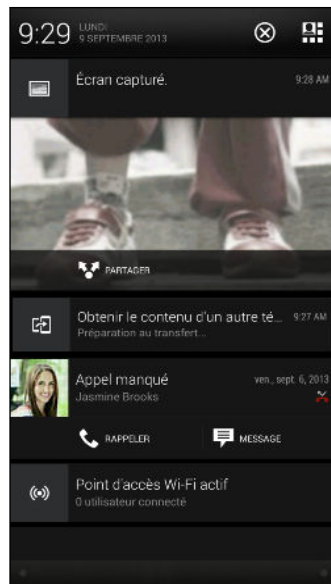 9:29 LUNDI
9 SEPTEMBRE 2013
Écran capturé. 9:28 AM
PARTAGER
Obtenir le contenu d'un autre té... 9:27 AM
Préparation au transfert...
Appel manqué ven., sept. 6, 2013
Jasmine Brooks
RAPPELER MESSAGE
Point d'accès Wi-Fi actif
0 utilisateur connecté